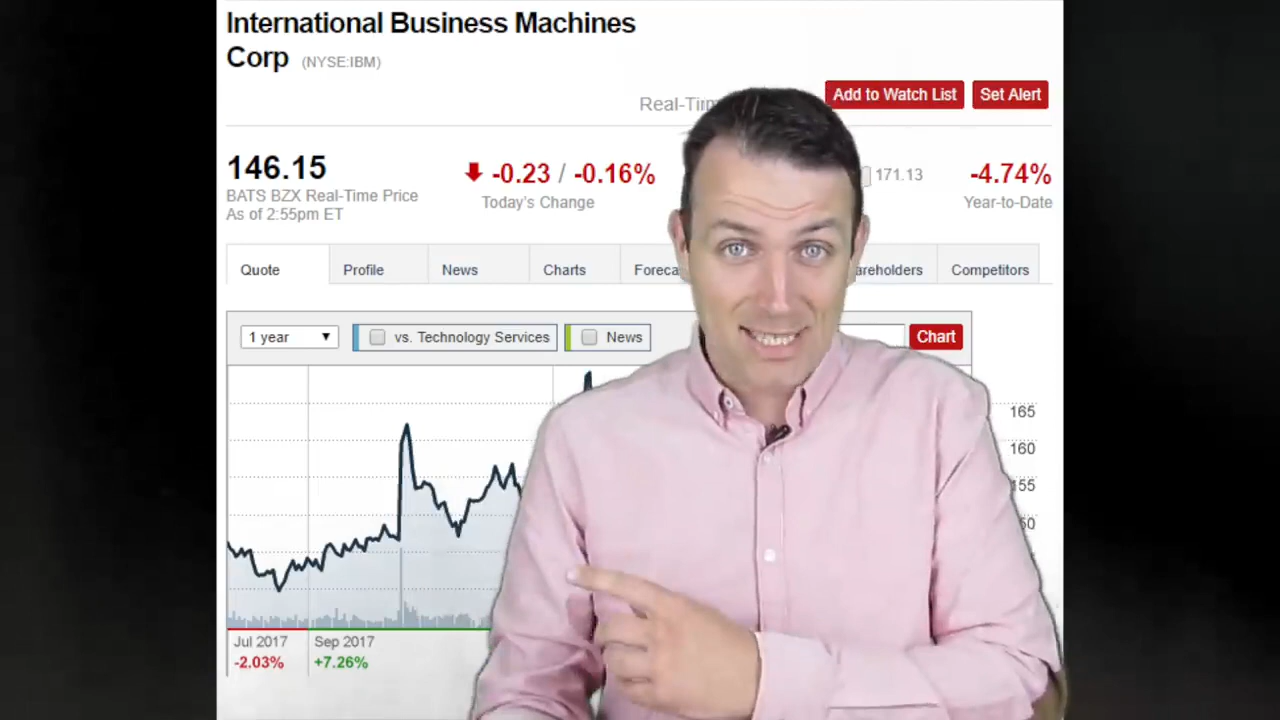 International Business Machines
Corp (NYSE:IBM)
Add to Watch List Set Alert
146.15
-0.23 / -0.16%
171.13
-4.74%
BATS BZX Real-Time Price
Today's Change
Year-to-Date
As of 2:55pm ET
Quote Profile News Charts Competitors
1 year vs. Technology Services News Chart
165
160
155
Jul 2017 Sep 2017
-2.03% +7.26%